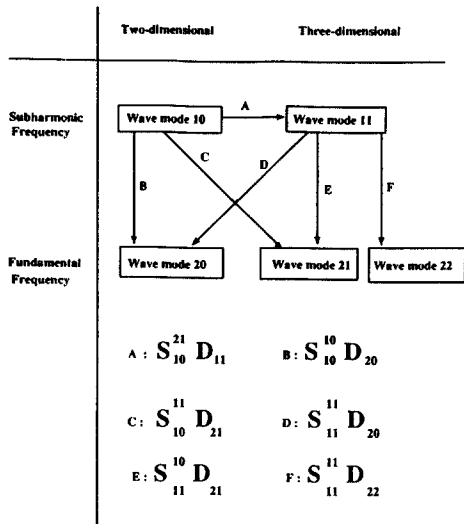 Two-dimensional Three-dimensional
Subharmonic
Frequency
Wave mode 10
A
Wave mode 11
B
C
D
E
F
Fundamental
Frequency
Wave mode 20
Wave mode 21
Wave mode 22
A : S 21 10 D 11
B : S 10 10 D 20
C : S 11 10 D 21
D : S 11 11 D 20
E : S 10 11 D 21
F : S 11 11 D 22